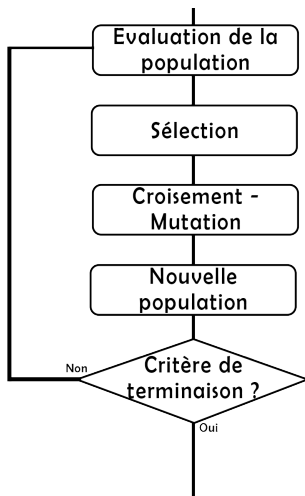 Evaluation de la
population
Sélection
Croisement -
Mutation
Nouvelle
population
Non
Critère de
terminaison ?
Oui